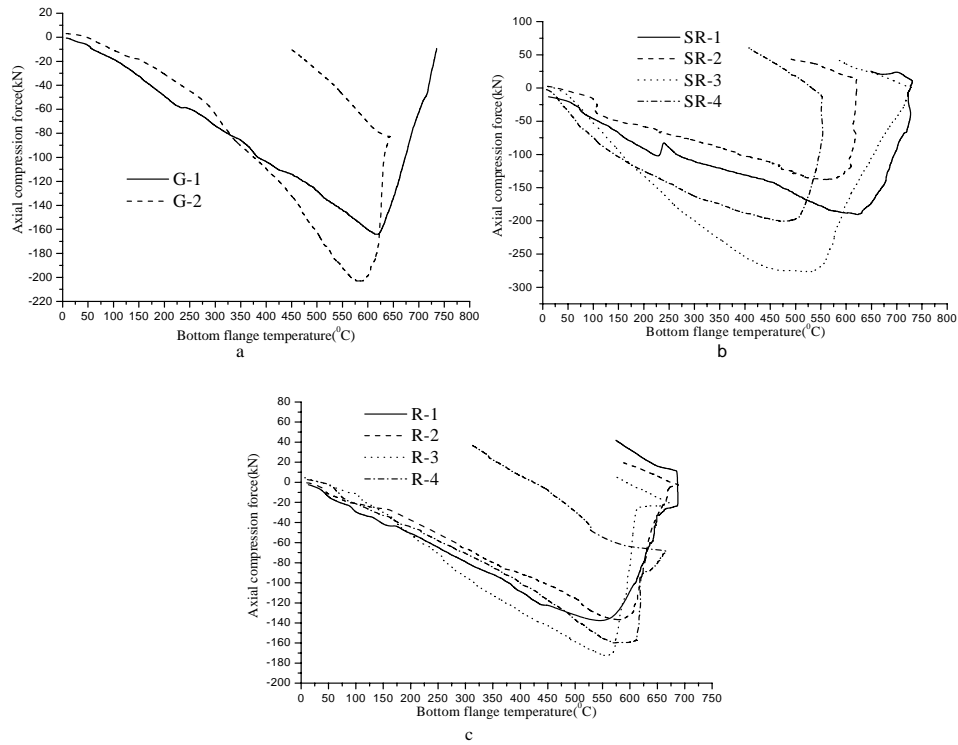 40
20
0
-20
-40
-60
-80
-100
-120
-140
-160
-180
-200
-220
Axial compression force(kN)
G-1
G-2
0 50 100 150 200 250 300 350 400 450 500 550 600 650 700 750 800
Bottom flange temperature(⁰C)
a
100
50
0
-50
-100
-150
-200
-250
-300
Axial compression force(kN)
SR-1
SR-2
SR-3
SR-4
0 50 100 150 200 250 300 350 400 450 500 550 600 650 700 750 800
Bottom flange temperature(⁰C)
b
80
60
40
20
0
-20
-40
-60
-80
-100
-120
-140
-160
-180
-200
Axial compression force(kN)
R-1
R-2
R-3
R-4
0 50 100 150 200 250 300 350 400 450 500 550 600 650 700 750
Bottom flange temperature(⁰C)
c